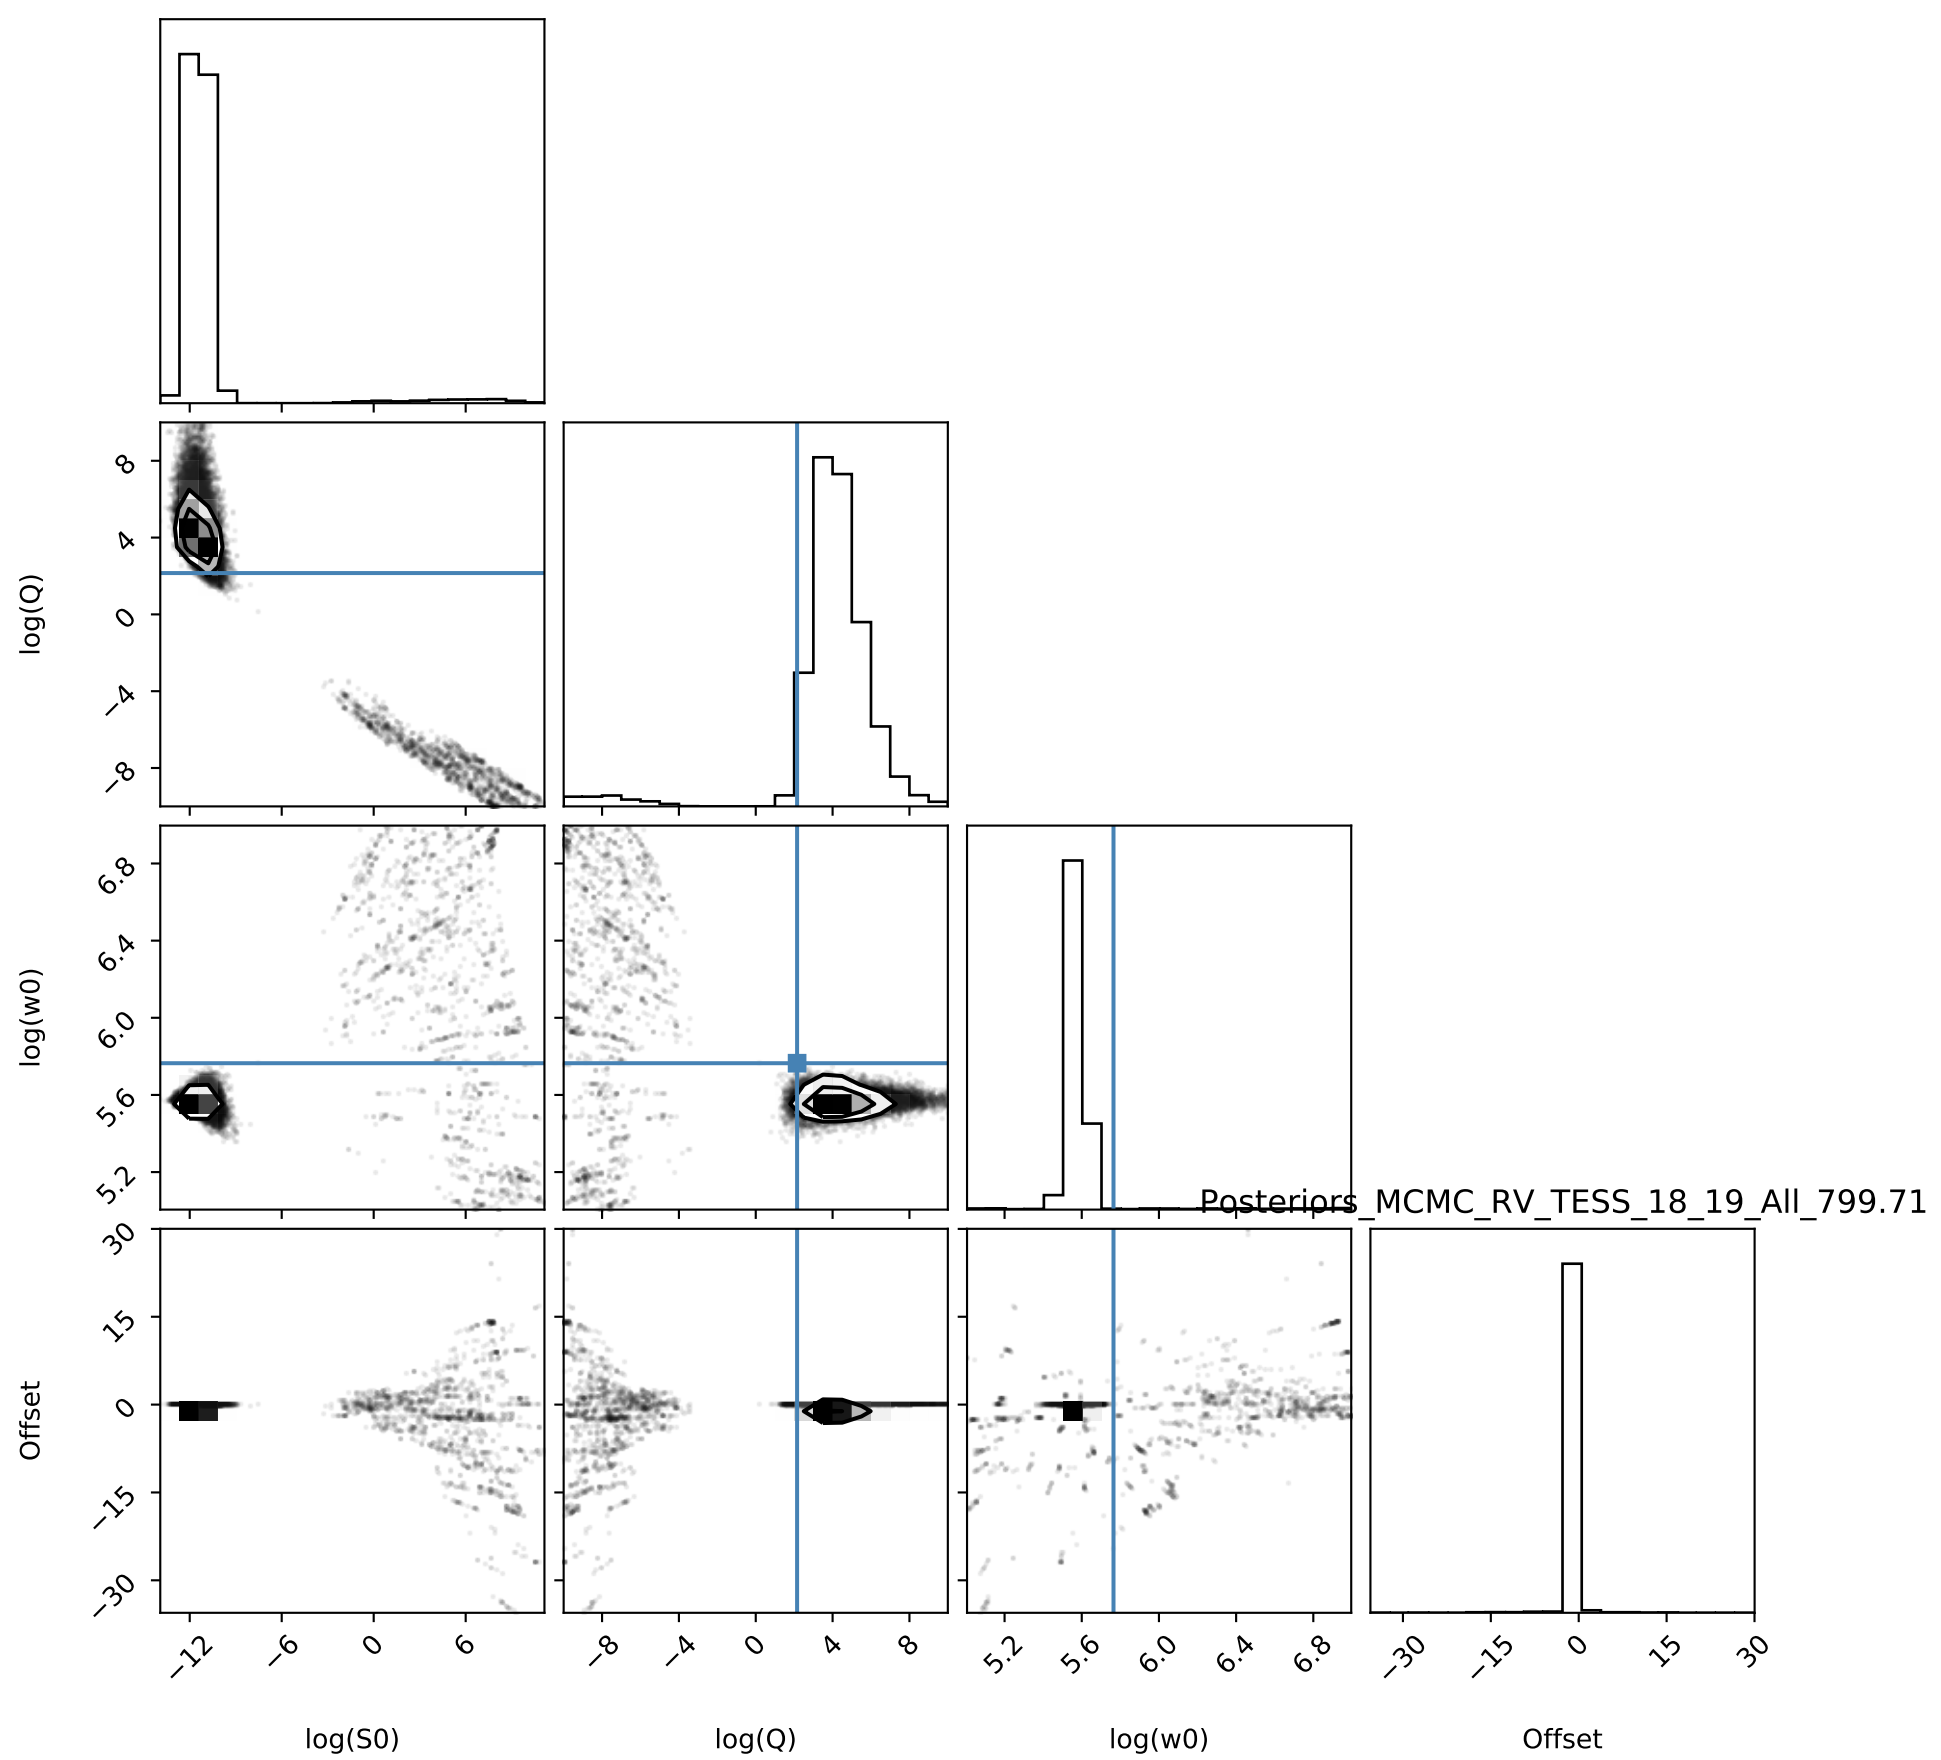 log(Q)
8
4
0
−4
−8
log(w0)
6.8
6.4
6.0
5.6
5.2
Posteriors_MCMC_RV_TESS_18_19_All_799.71
Offset
30
15
0
−15
−30
−12 −6 0 6
−8 −4 0 4 8
5.2 5.6 6.0 6.4 6.8
−30 −15 0 15 30
log(S0) log(Q) log(w0) Offset